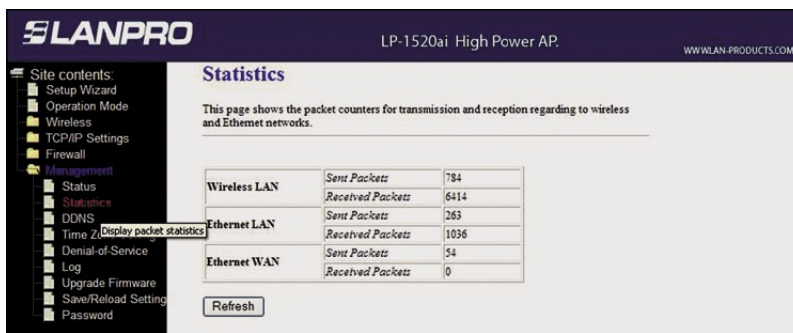 LANPRO
LP-1520ai High Power AP.
WWW.LAN-PRODUCTS.COM
Site contents:
Setup Wizard
Operation Mode
Wireless
TCP/IP Settings
Firewall
Management
Status
Statistics
DDNS
Time Z
Display packet statistics
Denial-of-Service
Log
Upgrade Firmware
Save/Reload Setting
Password
Statistics
This page shows the packet counters for transmission and reception regarding to wireless
and Ethernet networks.
Wireless LAN Sent Packets 784
Received Packets 6414
Ethernet LAN Sent Packets 263
Received Packets 1036
Ethernet WAN Sent Packets 54
Received Packets 0
Refresh